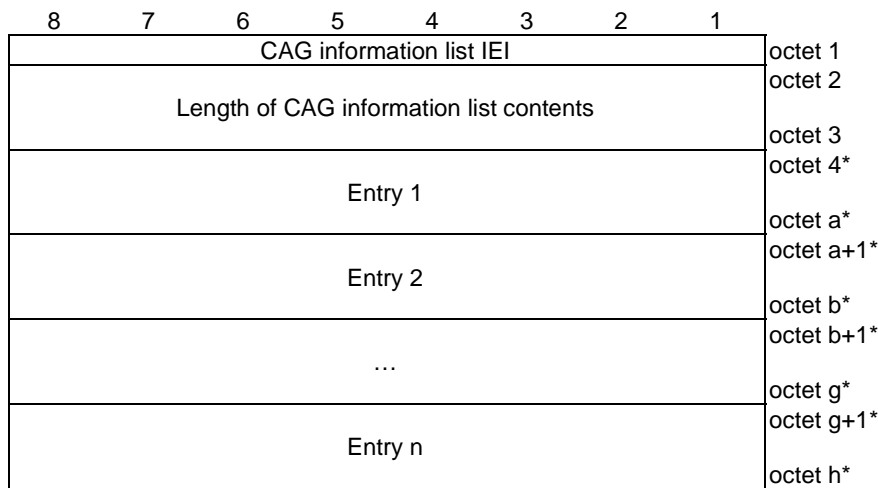 8 7 6 5 4 3 2 1
CAG information list IEI octet 1
octet 2
Length of CAG information list contents
octet 3
octet 4*
Entry 1
octet a*
octet a+1*
Entry 2
octet b*
octet b+1*
…
octet g*
octet g+1*
Entry n
octet h*